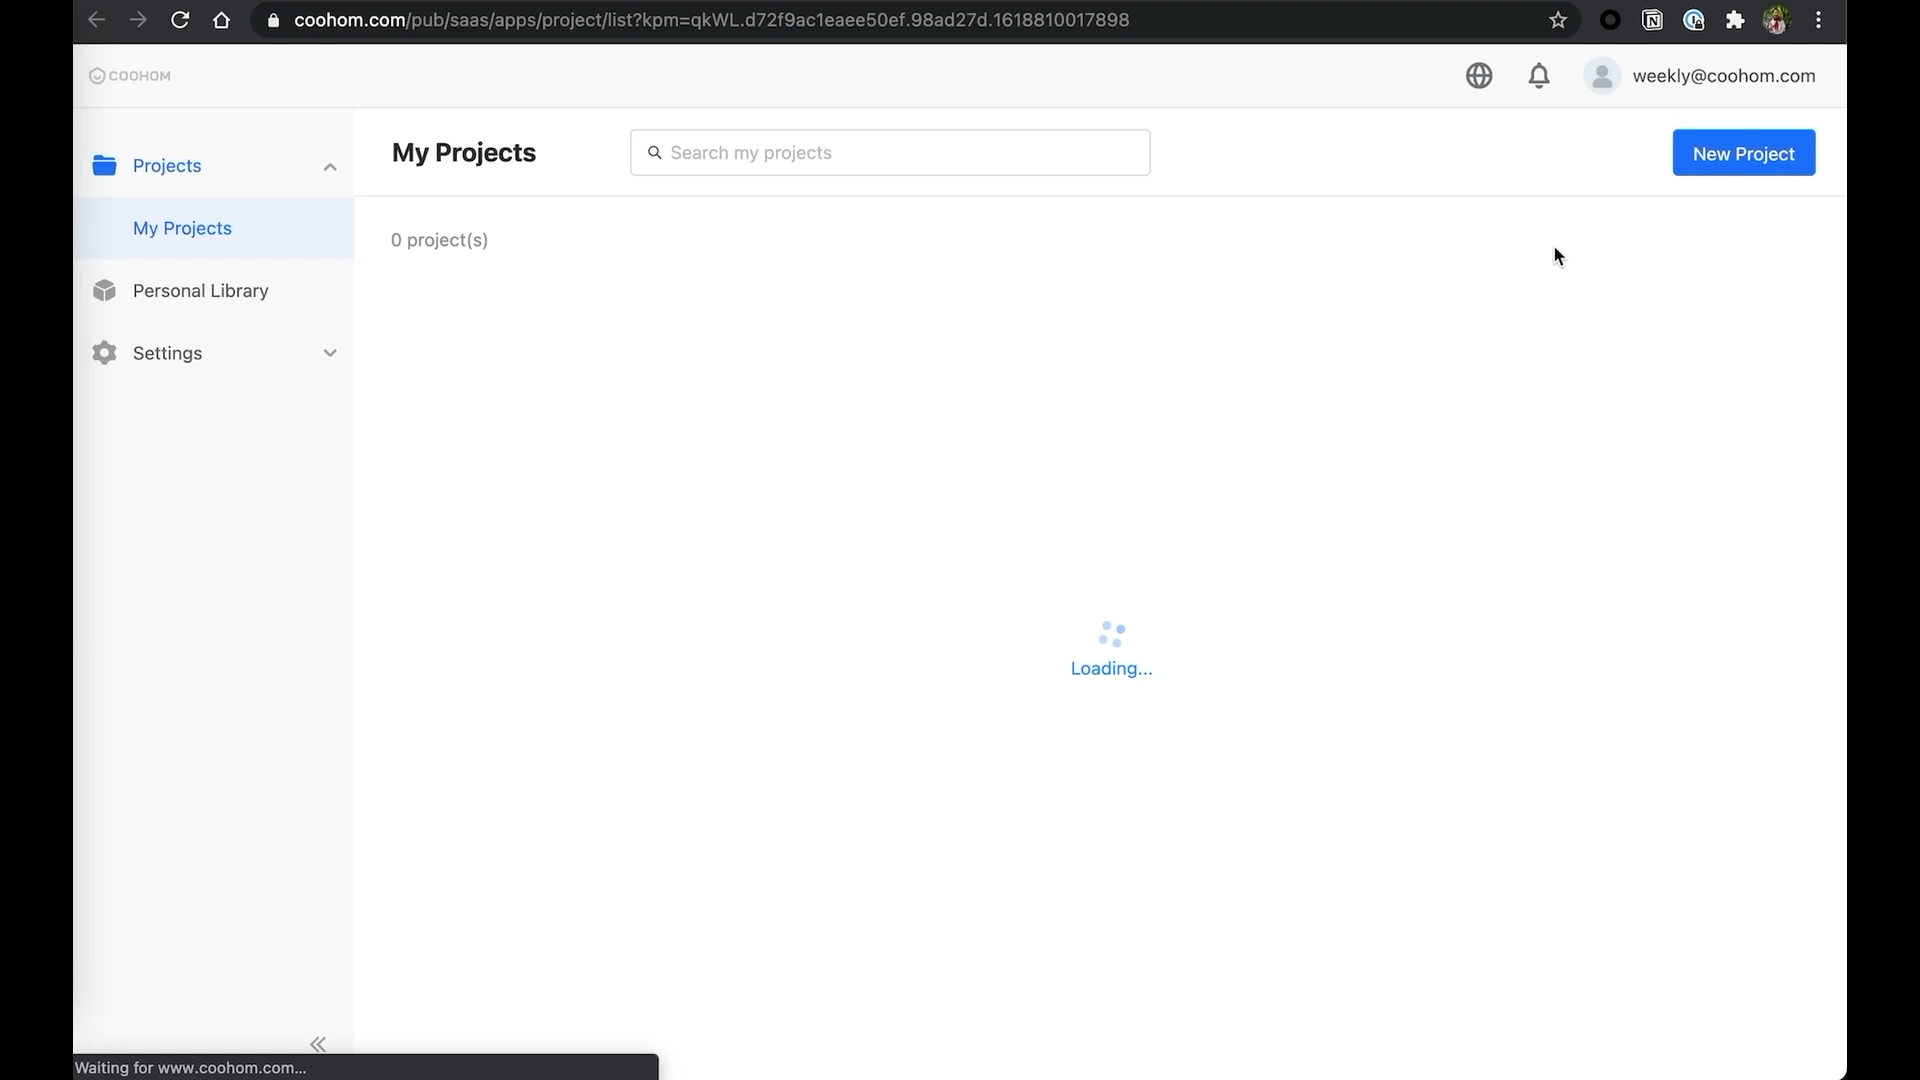 coohom.com/pub/saas/apps/project/list?kpm=qkWL.d72f9ac1eaee50ef.98ad27d.1618810017898
COOHOM
weekly@coohom.com
Projects
My Projects
Search my projects
New Project
My Projects
0 project(s)
Personal Library
Settings
Loading...
Waiting for www.coohom.com...